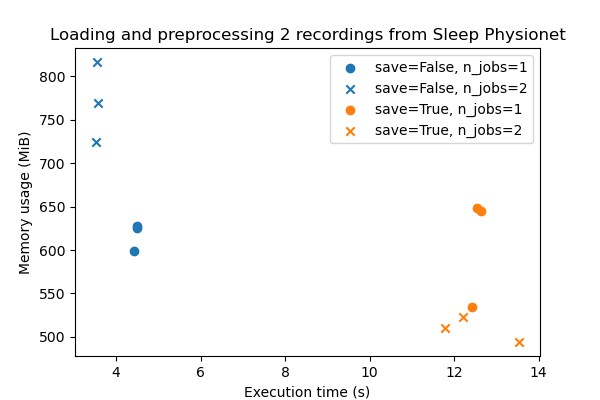 Loading and preprocessing 2 recordings from Sleep Physionet
save=False, n_jobs=1
save=False, n_jobs=2
save=True, n_jobs=1
save=True, n_jobs=2
Memory usage (MiB)
800
750
700
650
600
550
500
4 6 8 10 12 14
Execution time (s)